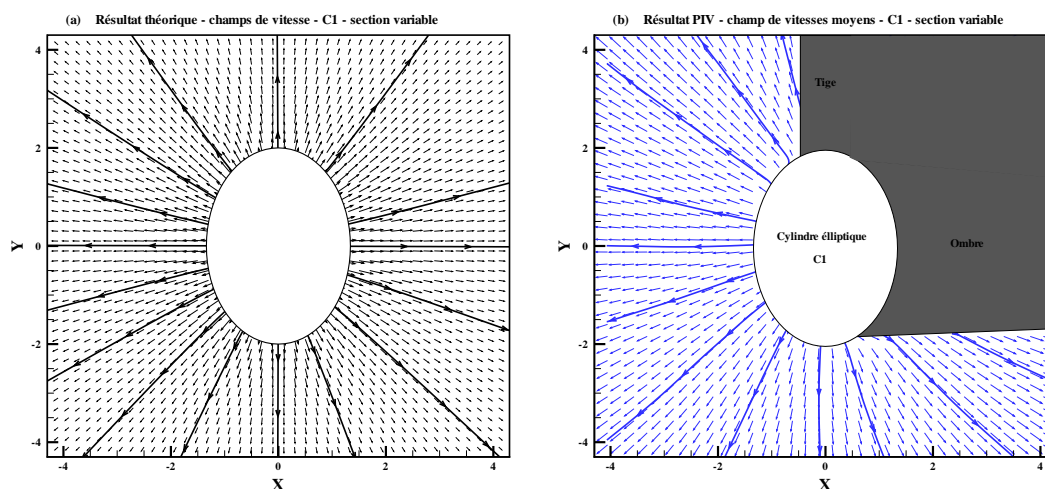 (a) Résultat théorique - champs de vitesse - C1 - section variable
4
2
0
-2
-4
Y
-4
-2
0
2
4
X
(b) Résultat PIV - champ de vitesses moyens - C1 - section variable
4
2
0
-2
-4
Y
-4
-2
0
2
4
X
Tige
Cylindre élliptique
C1
Ombre